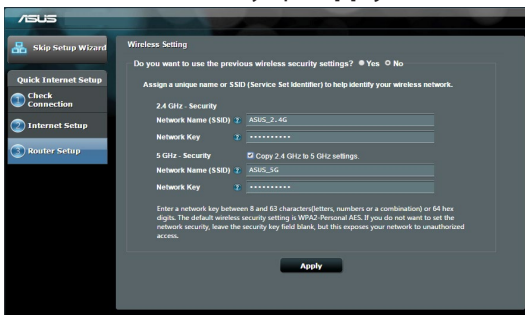 ASUS
Skip Setup Wizard
Quick Internet Setup
1 Check Connection
2 Internet Setup
3 Router Setup
Wireless Setting
Do you want to use the previous wireless security settings? Yes No
Assign a unique name or SSID (Service Set Identifier) to help identify your wireless network.
2.4 GHz - Security
Network Name (SSID) ASUS_2.4G
Network Key ••••••••••
5 GHz - Security Copy 2.4 GHz to 5 GHz settings.
Network Name (SSID) ASUS_5G
Network Key ••••••••••
Enter a network key between 8 and 63 characters(letters, numbers or a combination) or 64 hex
digits. The default wireless security setting is WPA2-Personal AES. If you do not want to set the
network security, leave the security key field blank, but this exposes your network to unauthorized
access.
Apply